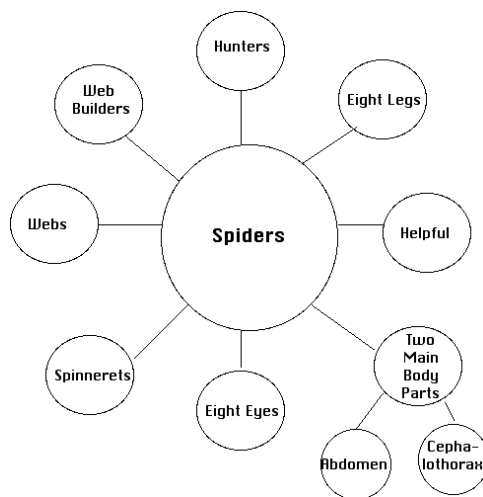 Hunters
Web
Builders
Eight Legs
Webs
Spiders
Helpful
Spinnerets
Eight Eyes
Two
Main
Body
Parts
Abdomen
Cepha-
lothorax